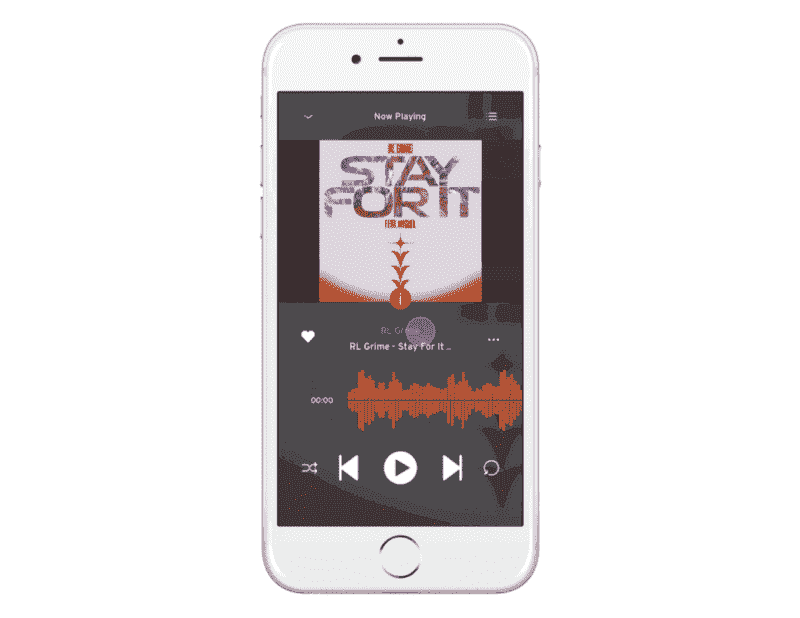 Now Playing
RL GRIME
STAY
FOR IT
FEAT. MIGUEL
RL Grime
RL Grime - Stay For It ..
00:00